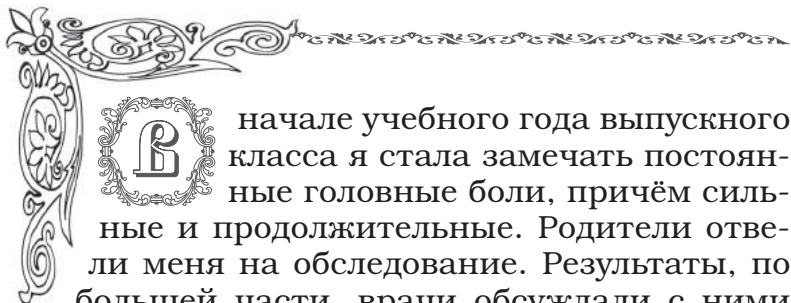 В начале учебного года выпускного
класса я стала замечать постоян-
ные головные боли, причём силь-
ные и продолжительные. Родители отве-
ли меня на обследование. Результаты, по
большей части, врачи обсуждали с ними